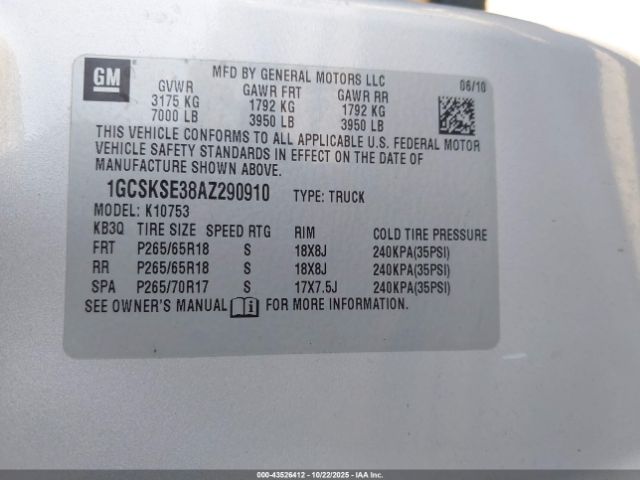 GM
MFD BY GENERAL MOTORS LLC
06/10
GVWR GAWR FRT GAWR RR
3175 KG 1792 KG 1792 KG
7000 LB 3950 LB 3950 LB
THIS VEHICLE CONFORMS TO ALL APPLICABLE U.S. FEDERAL MOTOR
VEHICLE SAFETY STANDARDS IN EFFECT ON THE DATE OF
MANUFACTURE SHOWN ABOVE.
1GCSKSE38AZ290910 TYPE: TRUCK
MODEL: K10753
KB3Q TIRE SIZE SPEED RTG RIM COLD TIRE PRESSURE
FRT P265/65R18 S 18X8J 240KPA(35PSI)
RR P265/65R18 S 18X8J 240KPA(35PSI)
SPA P265/70R17 S 17X7.5J 240KPA(35PSI)
SEE OWNER'S MANUAL FOR MORE INFORMATION.
000-43526412 - 10/22/2025 - IAAI.COM